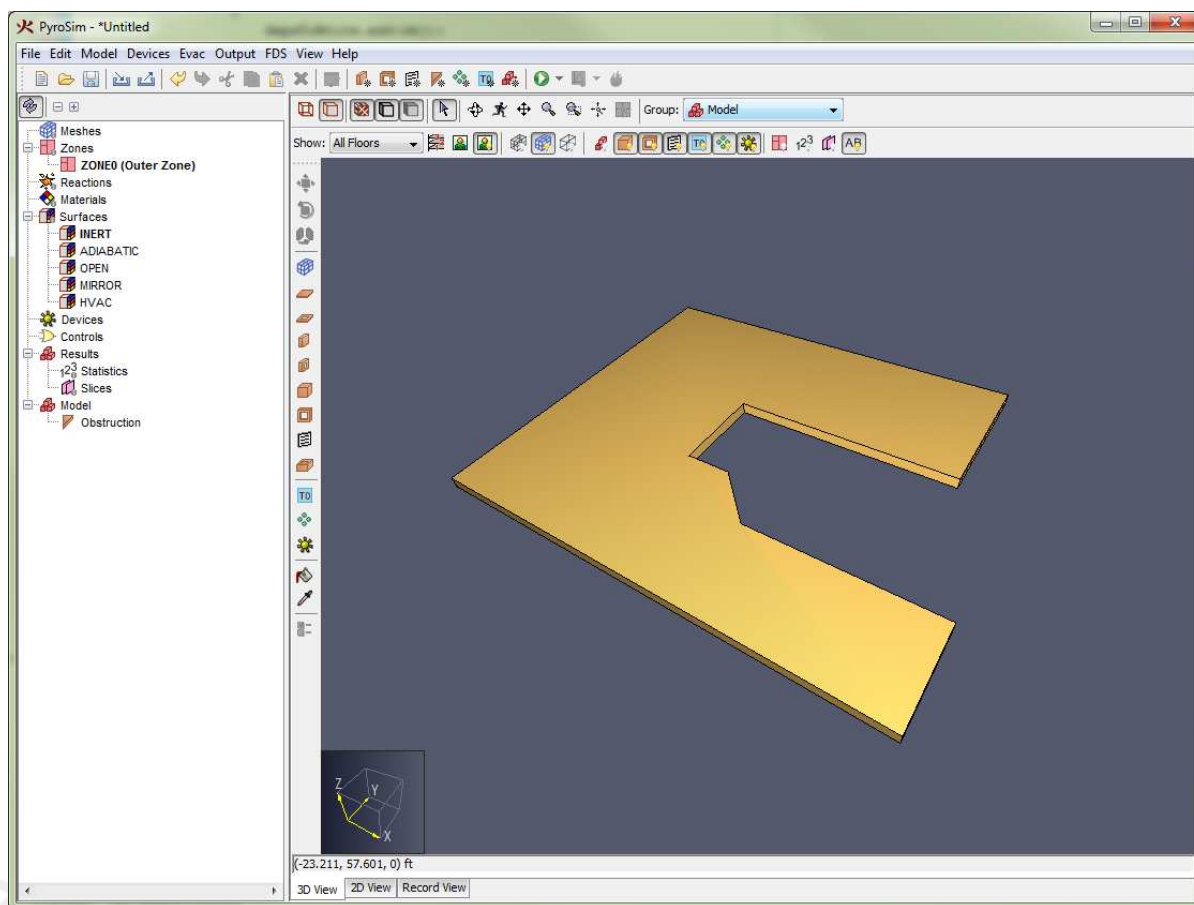 PyroSim - *Untitled
File Edit Model Devices Evac Output FDS View Help
Group: Model
Show: All Floors
Meshes
Zones
ZONE0 (Outer Zone)
Reactions
Materials
Surfaces
INERT
ADIABATIC
OPEN
MIRROR
HVAC
Devices
Controls
Results
Statistics
Slices
Model
Obstruction
Z
Y
X
(-23.211, 57.601, 0) ft
3D View 2D View Record View